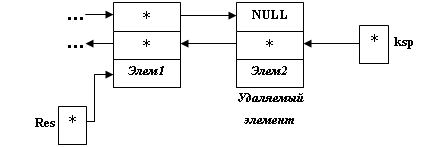 ... * NULL
... * * * ksp
Элем1 Элем2
Удаляемый
элемент
Res *